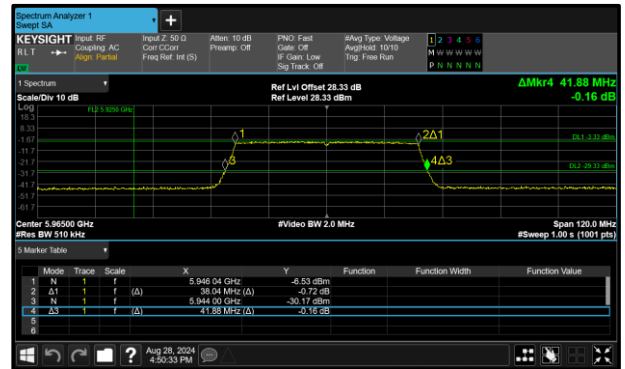 Spectrum Analyzer 1
Swept SA
+
KEYSIGHT Input: RF Input Z: 50 Ω Atten: 10 dB PNO: Fast #Avg Type: Voltage 1 2 3 4 5 6
RLT Coupling: AC Corr CCorr Preamp: Off Gate: Off Avg|Hold: 10/10 M W W W W W
Align: Partial Freq Ref: Int (S) IF Gain: Low Trig: Free Run P N N N N N
LW Sig Track: Off
1 Spectrum Ref Lvl Offset 28.33 dB ΔMkr4 41.88 MHz
Scale/Div 10 dB Ref Level 28.33 dBm -0.16 dB
Log
18.3 FL2 5.9250 GHz
8.33
-1.67 1 2Δ1 DL1 -3.33 dBm
-11.7
-21.7 3 4Δ3 DL2 -29.33 dBm
-31.7
-41.7
-51.7
-61.7
Center 5.96500 GHz #Video BW 2.0 MHz Span 120.0 MHz
#Res BW 510 kHz #Sweep 1.00 s (1001 pts)
5 Marker Table
Mode Trace Scale X Y Function Function Width Function Value
1 N 1 f 5.946 04 GHz -6.53 dBm
2 Δ1 1 f (Δ) 38.04 MHz (Δ) -0.72 dB
3 N 1 f 5.944 00 GHz -30.17 dBm
4 Δ3 1 f (Δ) 41.88 MHz (Δ) -0.16 dB
5
6
? Aug 28, 2024
4:50:33 PM